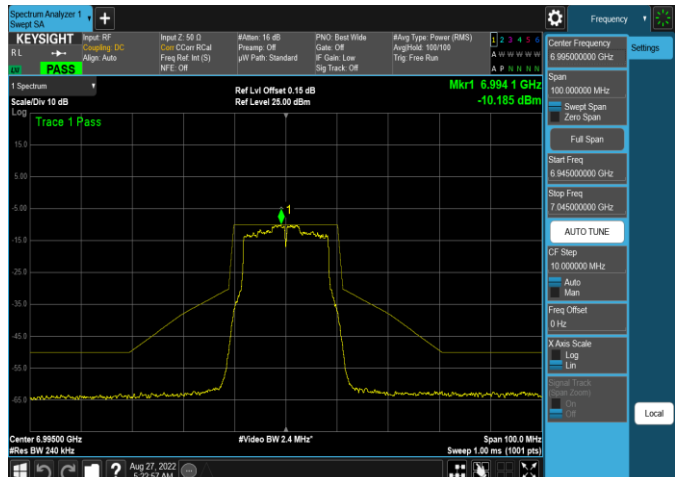 Spectrum Analyzer 1
Swept SA
Frequency
KEYSIGHT
RL
LW
PASS
Input: RF
Coupling: DC
Align: Auto
Input Z: 50 Ω
Corr CCorr RCal
Freq Ref: Int (S)
NFE: Off
#Atten: 16 dB
Preamp: Off
µW Path: Standard
PNO: Best Wide
Gate: Off
IF Gain: Low
Sig Track: Off
#Avg Type: Power (RMS)
Avg|Hold: 100/100
Trig: Free Run
1 2 3 4 5 6
A W W W W W
A P N N N N
1 Spectrum
Scale/Div 10 dB
Ref Lvl Offset 0.15 dB
Ref Level 25.00 dBm
Mkr1 6.994 1 GHz
-10.185 dBm
Log
Trace 1 Pass
15.0
5.00
-5.00
1
-15.0
-25.0
-35.0
-45.0
-55.0
-65.0
Center 6.99500 GHz
#Res BW 240 kHz
#Video BW 2.4 MHz*
Span 100.0 MHz
Sweep 1.00 ms (1001 pts)
Aug 27, 2022
5:22:57 AM
Center Frequency
6.995000000 GHz
Span
100.000000 MHz
Swept Span
Zero Span
Full Span
Start Freq
6.945000000 GHz
Stop Freq
7.045000000 GHz
AUTO TUNE
CF Step
10.000000 MHz
Auto
Man
Freq Offset
0 Hz
X Axis Scale
Log
Lin
Signal Track
(Span Zoom)
On
Off
Settings
Local